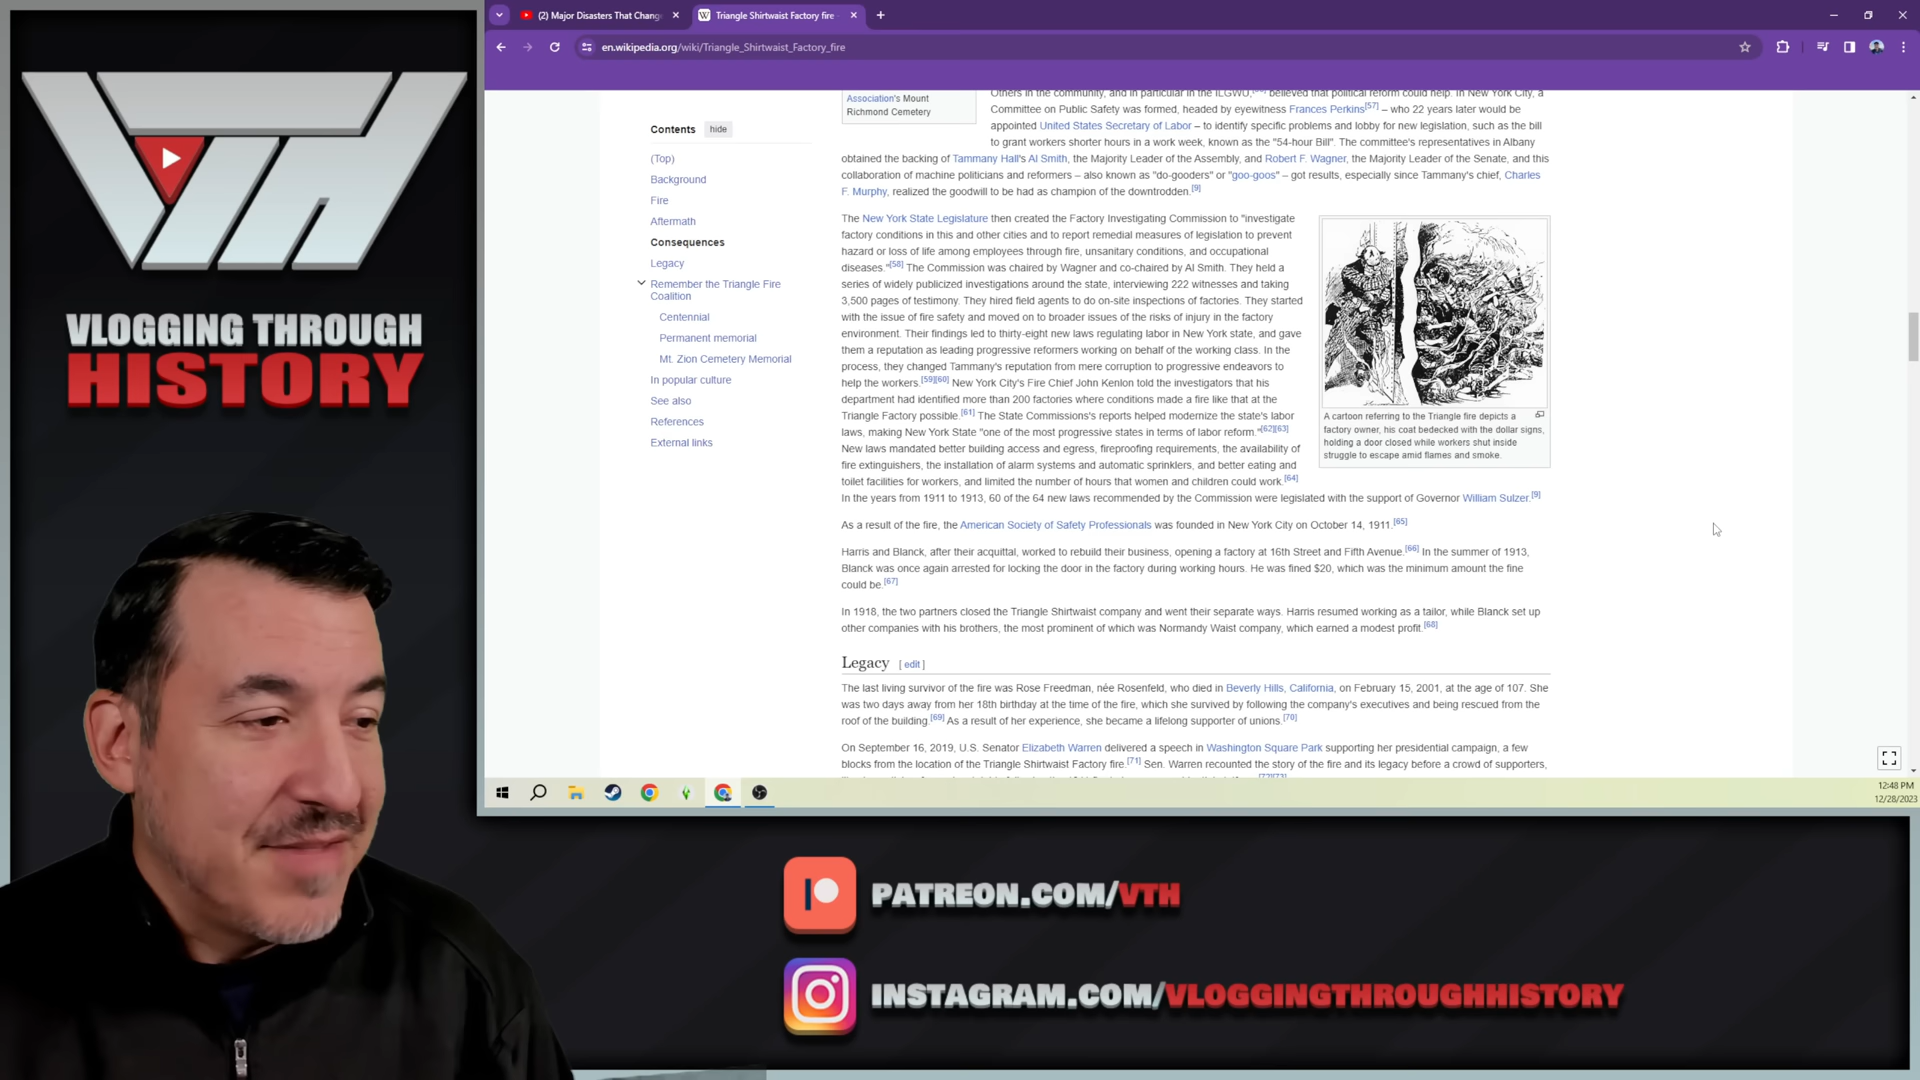 VTH
VLOGGING THROUGH
HISTORY
(2) Major Disasters That Chang
Triangle Shirtwaist Factory fire
en.wikipedia.org/wiki/Triangle_Shirtwaist_Factory_fire
Contents hide
(Top)
Background
Fire
Aftermath
Consequences
Legacy
Remember the Triangle Fire
Coalition
Centennial
Permanent memorial
Mt. Zion Cemetery Memorial
In popular culture
See also
References
External links
Association's Mount
Richmond Cemetery
Others in the community, and in particular in the ILGWU, believed that political reform could help. In New York City, a
Committee on Public Safety was formed, headed by eyewitness Frances Perkins[57] – who 22 years later would be
appointed United States Secretary of Labor – to identify specific problems and lobby for new legislation, such as the bill
to grant workers shorter hours in a work week, known as the "54-hour Bill". The committee's representatives in Albany
obtained the backing of Tammany Hall's Al Smith, the Majority Leader of the Assembly, and Robert F. Wagner, the Majority Leader of the Senate, and this
collaboration of machine politicians and reformers – also known as "do-gooders" or "goo-goos" – got results, especially since Tammany's chief, Charles
F. Murphy, realized the goodwill to be had as champion of the downtrodden.[9]
The New York State Legislature then created the Factory Investigating Commission to "investigate
factory conditions in this and other cities and to report remedial measures of legislation to prevent
hazard or loss of life among employees through fire, unsanitary conditions, and occupational
diseases."[58] The Commission was chaired by Wagner and co-chaired by Al Smith. They held a
series of widely publicized investigations around the state, interviewing 222 witnesses and taking
3,500 pages of testimony. They hired field agents to do on-site inspections of factories. They started
with the issue of fire safety and moved on to broader issues of the risks of injury in the factory
environment. Their findings led to thirty-eight new laws regulating labor in New York state, and gave
them a reputation as leading progressive reformers working on behalf of the working class. In the
process, they changed Tammany's reputation from mere corruption to progressive endeavors to
help the workers.[59][60] New York City's Fire Chief John Kenlon told the investigators that his
department had identified more than 200 factories where conditions made a fire like that at the
Triangle Factory possible.[61] The State Commissions's reports helped modernize the state's labor
laws, making New York State "one of the most progressive states in terms of labor reform."[62][63]
New laws mandated better building access and egress, fireproofing requirements, the availability of
fire extinguishers, the installation of alarm systems and automatic sprinklers, and better eating and
toilet facilities for workers, and limited the number of hours that women and children could work.[64]
In the years from 1911 to 1913, 60 of the 64 new laws recommended by the Commission were legislated with the support of Governor William Sulzer.[9]
A cartoon referring to the Triangle fire depicts a
factory owner, his coat bedecked with the dollar signs,
holding a door closed while workers shut inside
struggle to escape amid flames and smoke.
As a result of the fire, the American Society of Safety Professionals was founded in New York City on October 14, 1911.[65]
Harris and Blanck, after their acquittal, worked to rebuild their business, opening a factory at 16th Street and Fifth Avenue.[66] In the summer of 1913,
Blanck was once again arrested for locking the door in the factory during working hours. He was fined $20, which was the minimum amount the fine
could be.[67]
In 1918, the two partners closed the Triangle Shirtwaist company and went their separate ways. Harris resumed working as a tailor, while Blanck set up
other companies with his brothers, the most prominent of which was Normandy Waist company, which earned a modest profit.[68]
Legacy [ edit ]
The last living survivor of the fire was Rose Freedman, née Rosenfeld, who died in Beverly Hills, California, on February 15, 2001, at the age of 107. She
was two days away from her 18th birthday at the time of the fire, which she survived by following the company's executives and being rescued from the
roof of the building.[69] As a result of her experience, she became a lifelong supporter of unions.[70]
On September 16, 2019, U.S. Senator Elizabeth Warren delivered a speech in Washington Square Park supporting her presidential campaign, a few
blocks from the location of the Triangle Shirtwaist Factory fire.[71] Sen. Warren recounted the story of the fire and its legacy before a crowd of supporters,
12:48 PM
12/28/2023
PATREON.COM/VTH
INSTAGRAM.COM/VLOGGINGTHROUGHHISTORY